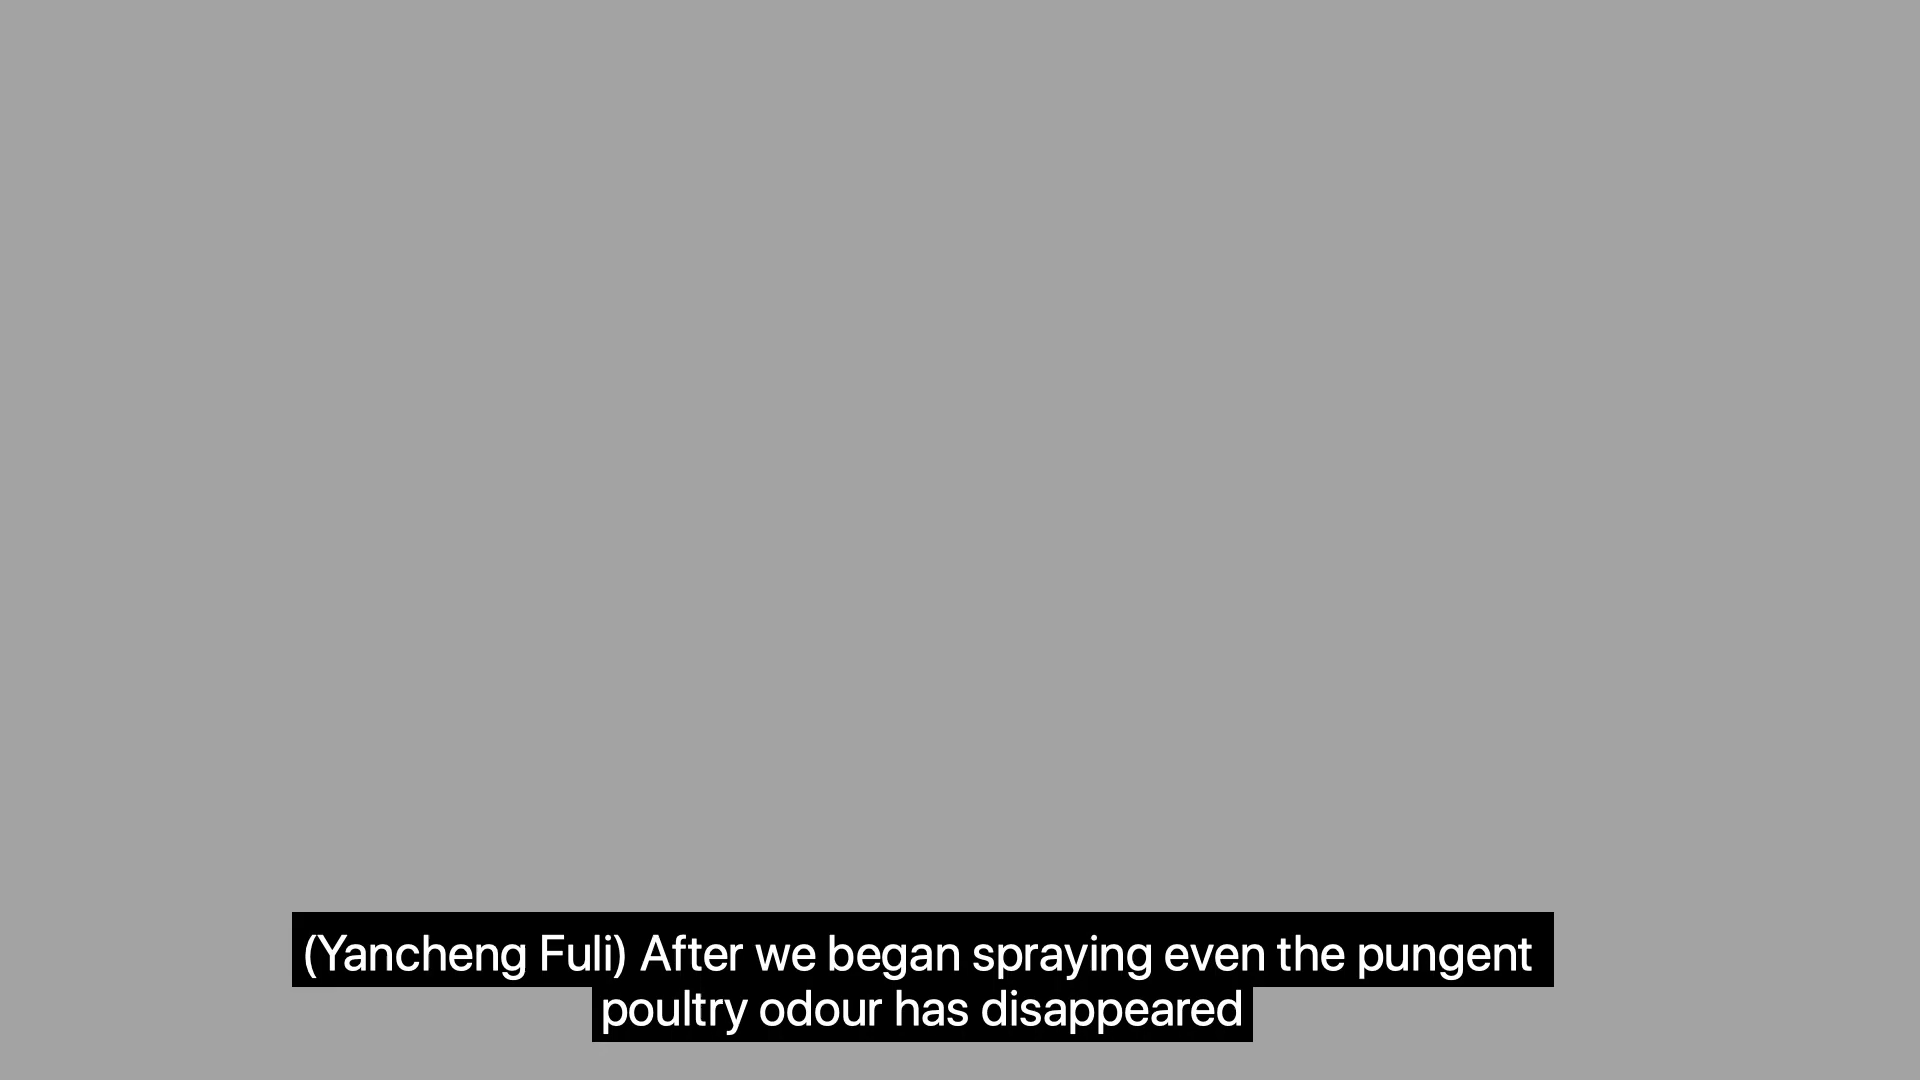 (Yancheng Fuli) After we began spraying even the pungent
poultry odour has disappeared